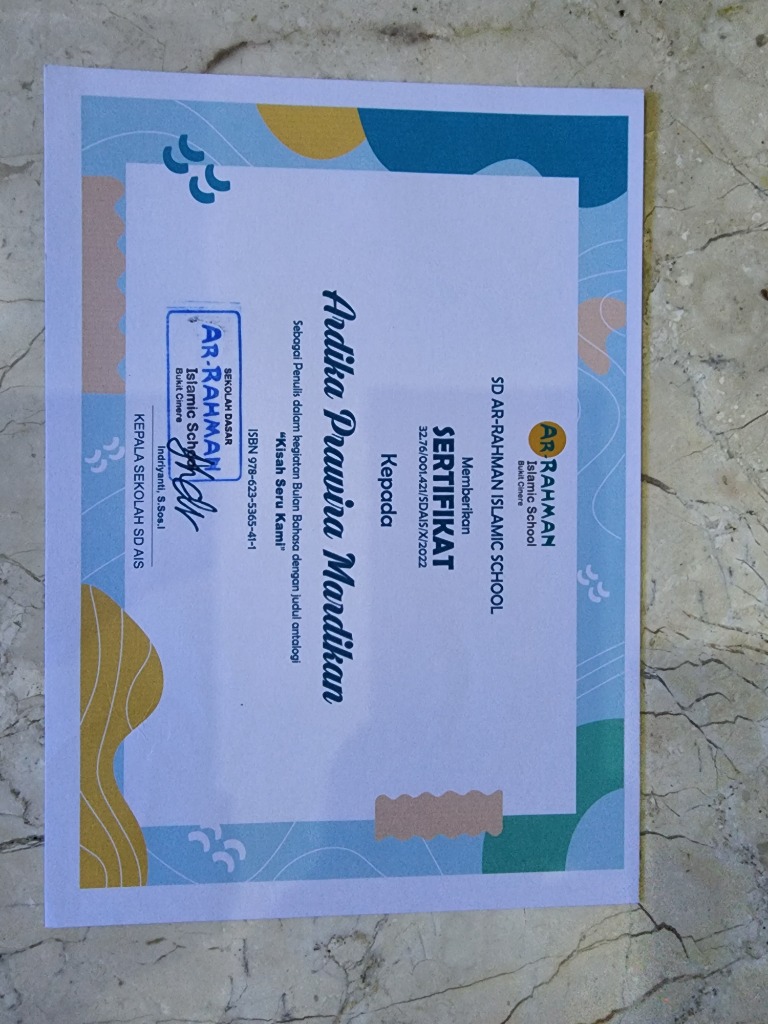 AR-RAHMAN
Islamic School
Bukit Cinere
SD AR-RAHMAN ISLAMIC SCHOOL
Memberikan
SERTIFIKAT
32.76/001.421/SDAIS/X/2022
Kepada
Ardika Prawira Mardikan
Sebagai Penulis dalam kegiatan Bulan Bahasa dengan judul antologi
"Kisah Seru Kami"
ISBN 978-623-5365-41-1
SEKOLAH DASAR
AR-RAHMAN
Islamic School
Bukit Cinere
Indriyanti, S.Sos.I
KEPALA SEKOLAH SD AIS